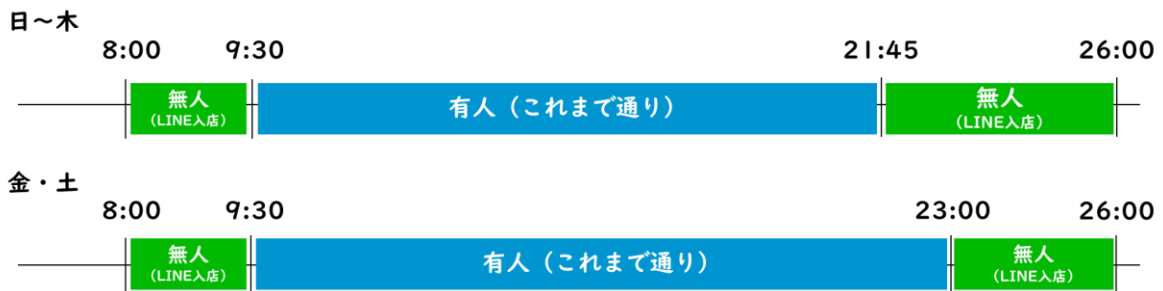 日~木
8:00 9:30 21:45 26:00
無人 有人(これまで通り) 無人
(LINE入店) (LINE入店)
金・土
8:00 9:30 23:00 26:00
無人 有人(これまで通り) 無人
(LINE入店) (LINE入店)